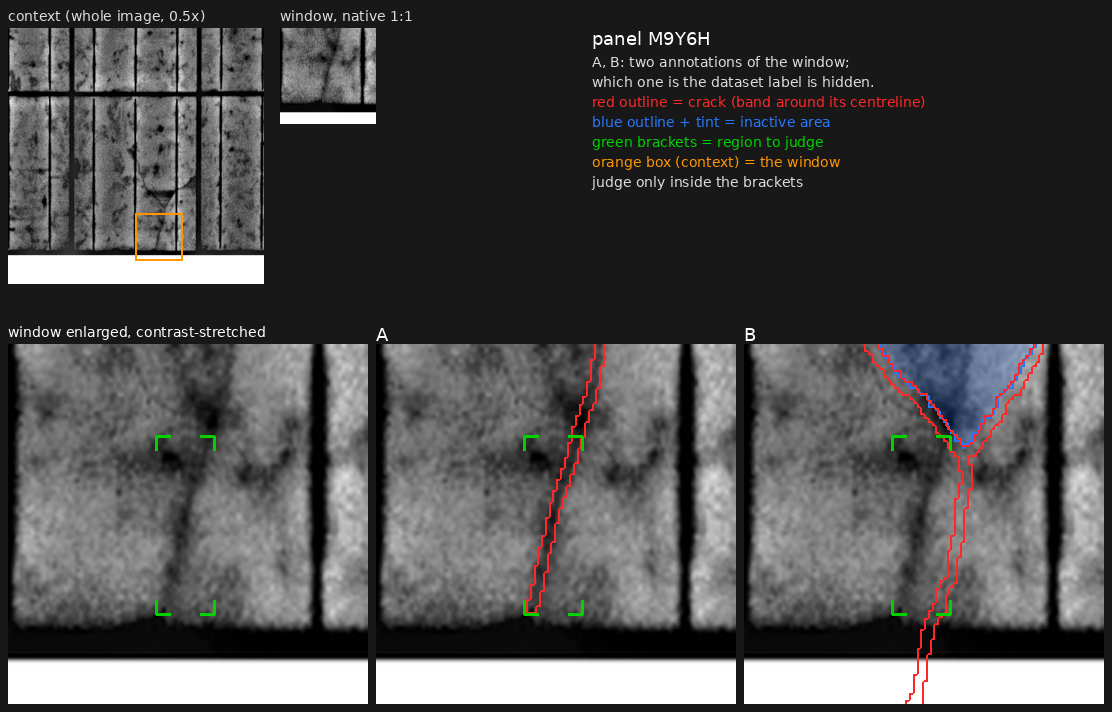 context (whole image, 0.5x)
window, native 1:1
panel M9Y6H
A, B: two annotations of the window;
which one is the dataset label is hidden.
red outline = crack (band around its centreline)
blue outline + tint = inactive area
green brackets = region to judge
orange box (context) = the window
judge only inside the brackets
window enlarged, contrast-stretched
A
B